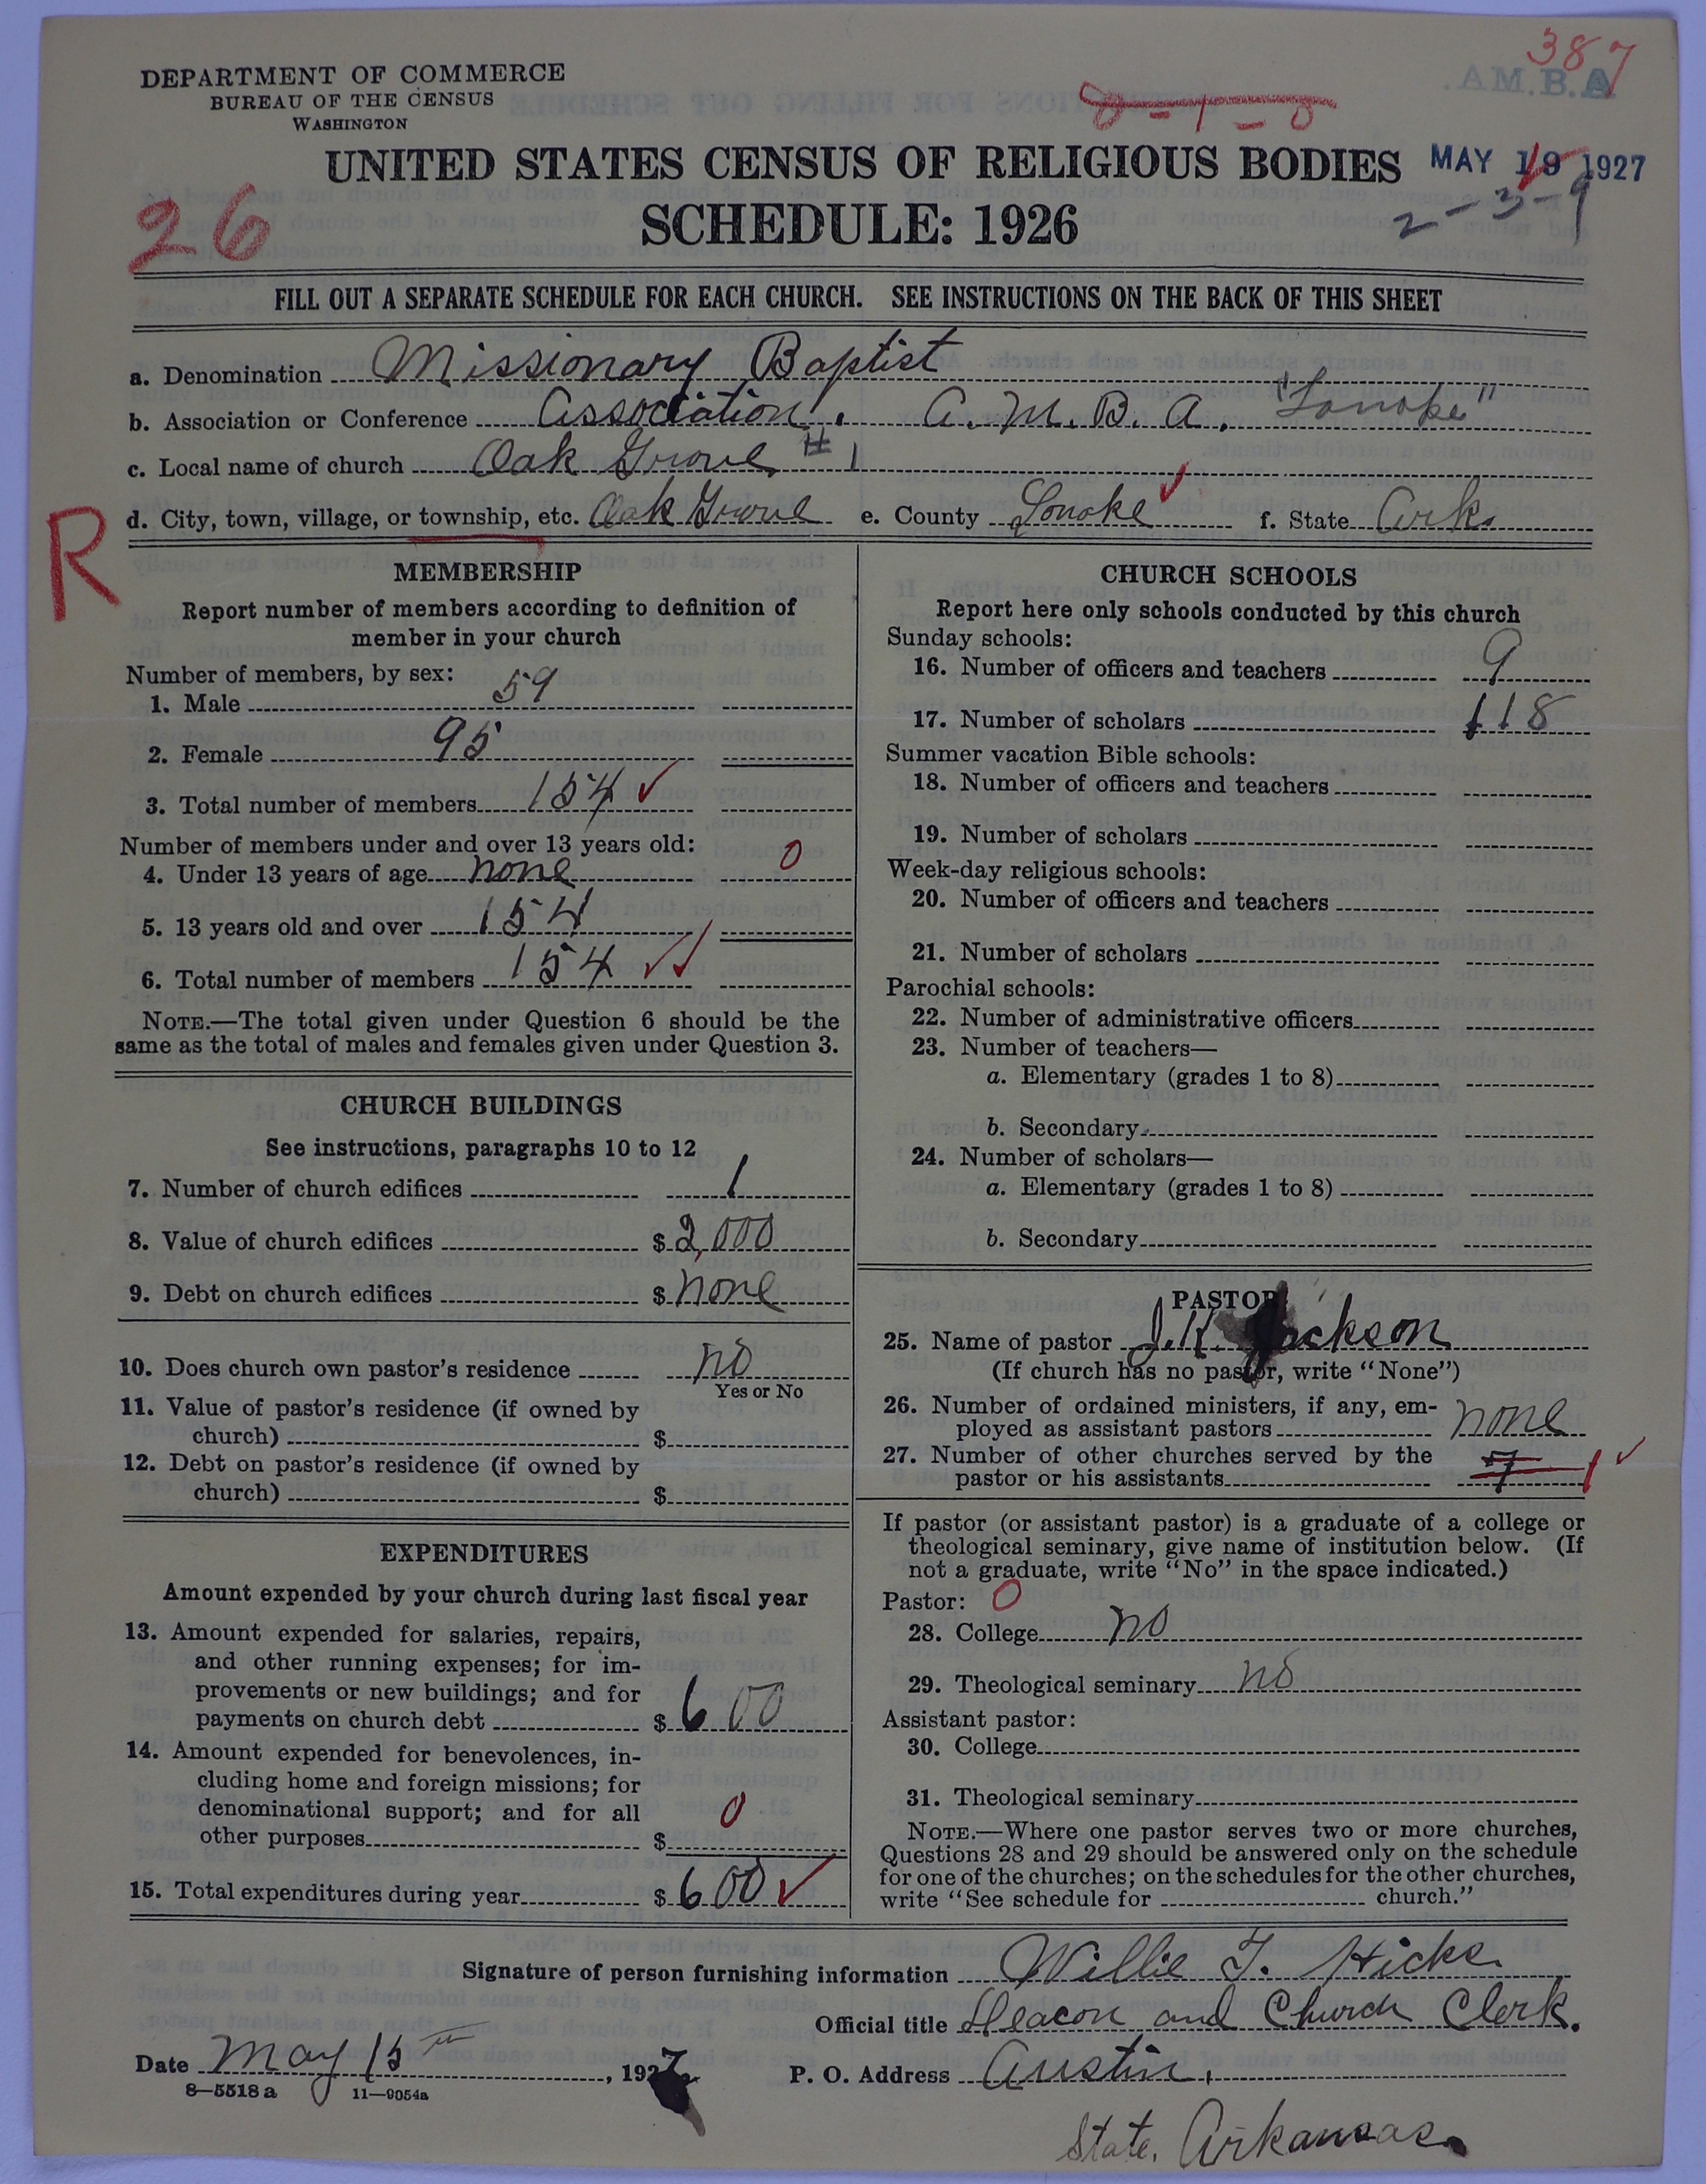 387
DEPARTMENT OF COMMERCE
BUREAU OF THE CENSUS
WASHINGTON
A.M.B.A.
8-1-8
UNITED STATES CENSUS OF RELIGIOUS BODIES
MAY 19 1927
26
SCHEDULE: 1926
2-3-9
FILL OUT A SEPARATE SCHEDULE FOR EACH CHURCH. SEE INSTRUCTIONS ON THE BACK OF THIS SHEET
a. Denomination Missionary Baptist
b. Association or Conference Association. A. M. B. A. "Lonoke"
c. Local name of church Oak Grove # 1
R
d. City, town, village, or township, etc. Oak Grove e. County Lonoke f. State Ark.
MEMBERSHIP
Report number of members according to definition of
member in your church
Number of members, by sex:
1. Male 59
2. Female 95
3. Total number of members 154 ✓
Number of members under and over 13 years old:
4. Under 13 years of age none 0
5. 13 years old and over 154
6. Total number of members 154 ✓✓
NOTE.—The total given under Question 6 should be the
same as the total of males and females given under Question 3.
CHURCH BUILDINGS
See instructions, paragraphs 10 to 12
7. Number of church edifices 1
8. Value of church edifices $ 2,000
9. Debt on church edifices $ none
10. Does church own pastor's residence no
Yes or No
11. Value of pastor's residence (if owned by
church) $
12. Debt on pastor's residence (if owned by
church) $
EXPENDITURES
Amount expended by your church during last fiscal year
13. Amount expended for salaries, repairs,
and other running expenses; for im-
provements or new buildings; and for
payments on church debt $ 600
14. Amount expended for benevolences, in-
cluding home and foreign missions; for
denominational support; and for all
other purposes $ 0
15. Total expenditures during year $ 600 ✓
CHURCH SCHOOLS
Report here only schools conducted by this church
Sunday schools:
16. Number of officers and teachers 9
17. Number of scholars 118
Summer vacation Bible schools:
18. Number of officers and teachers
19. Number of scholars
Week-day religious schools:
20. Number of officers and teachers
21. Number of scholars
Parochial schools:
22. Number of administrative officers
23. Number of teachers—
a. Elementary (grades 1 to 8)
b. Secondary
24. Number of scholars—
a. Elementary (grades 1 to 8)
b. Secondary
PASTOR
25. Name of pastor J. K. Jackson
(If church has no pastor, write "None")
26. Number of ordained ministers, if any, em-
ployed as assistant pastors none
27. Number of other churches served by the
pastor or his assistants 7 1 ✓
If pastor (or assistant pastor) is a graduate of a college or
theological seminary, give name of institution below. (If
not a graduate, write "No" in the space indicated.)
Pastor: 0
28. College no
29. Theological seminary no
Assistant pastor:
30. College
31. Theological seminary
NOTE.—Where one pastor serves two or more churches,
Questions 28 and 29 should be answered only on the schedule
for one of the churches; on the schedules for the other churches,
write "See schedule for church."
Signature of person furnishing information Willie T. Hicks.
Official title Deacon and Church Clerk.
Date May 15th, 1927 P. O. Address Austin,
8—5518 a 11—9054a
State. Arkansas.